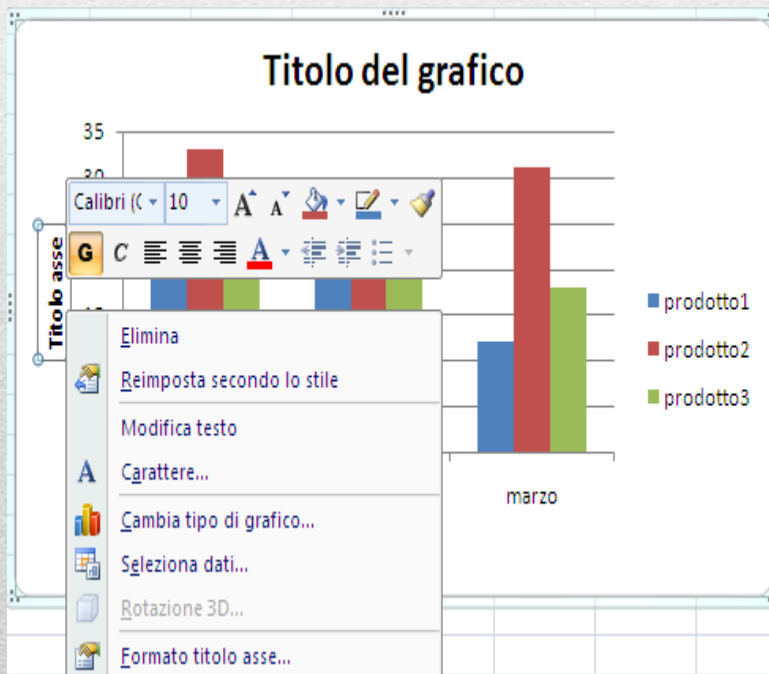 Titolo del grafico
35
30
Calibri (C 10 A A
G C A
Titolo asse
prodotto1
prodotto2
prodotto3
Elimina
Reimposta secondo lo stile
Modifica testo
A Carattere...
Cambia tipo di grafico...
Seleziona dati...
Rotazione 3D...
Formato titolo asse...
marzo